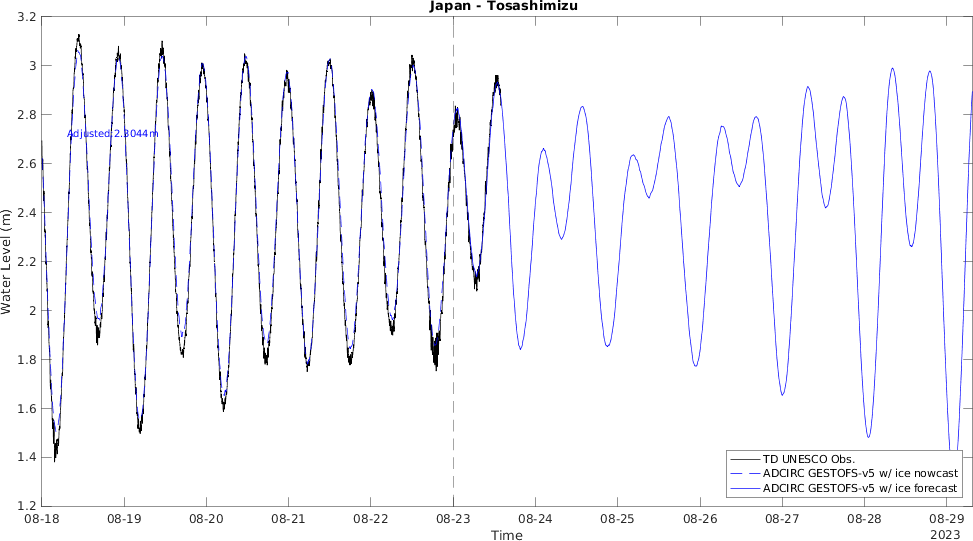 Japan - Tosashimizu
3.2
3
2.8
2.6
2.4
2.2
2
1.8
1.6
1.4
1.2
Water Level (m)
Adjusted:2.3044m
TD UNESCO Obs.
ADCIRC GESTOFS-v5 w/ ice nowcast
ADCIRC GESTOFS-v5 w/ ice forecast
08-18 08-19 08-20 08-21 08-22 08-23 08-24 08-25 08-26 08-27 08-28 08-29
2023
Time